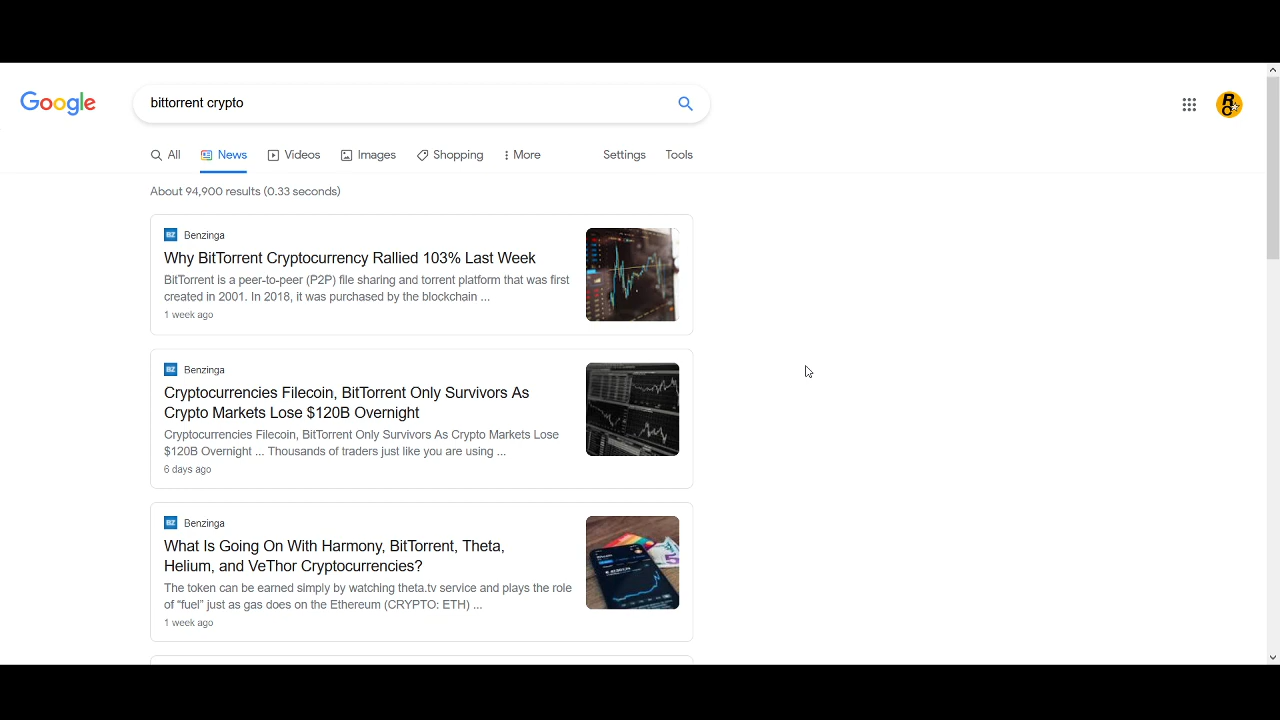 Google
bittorrent crypto
All News Videos Images Shopping More Settings Tools
About 94,900 results (0.33 seconds)
BZ Benzinga
Why BitTorrent Cryptocurrency Rallied 103% Last Week
BitTorrent is a peer-to-peer (P2P) file sharing and torrent platform that was first
created in 2001. In 2018, it was purchased by the blockchain ...
1 week ago
BZ Benzinga
Cryptocurrencies Filecoin, BitTorrent Only Survivors As
Crypto Markets Lose $120B Overnight
Cryptocurrencies Filecoin, BitTorrent Only Survivors As Crypto Markets Lose
$120B Overnight ... Thousands of traders just like you are using ...
6 days ago
BZ Benzinga
What Is Going On With Harmony, BitTorrent, Theta,
Helium, and VeThor Cryptocurrencies?
The token can be earned simply by watching theta.tv service and plays the role
of “fuel” just as gas does on the Ethereum (CRYPTO: ETH) ...
1 week ago